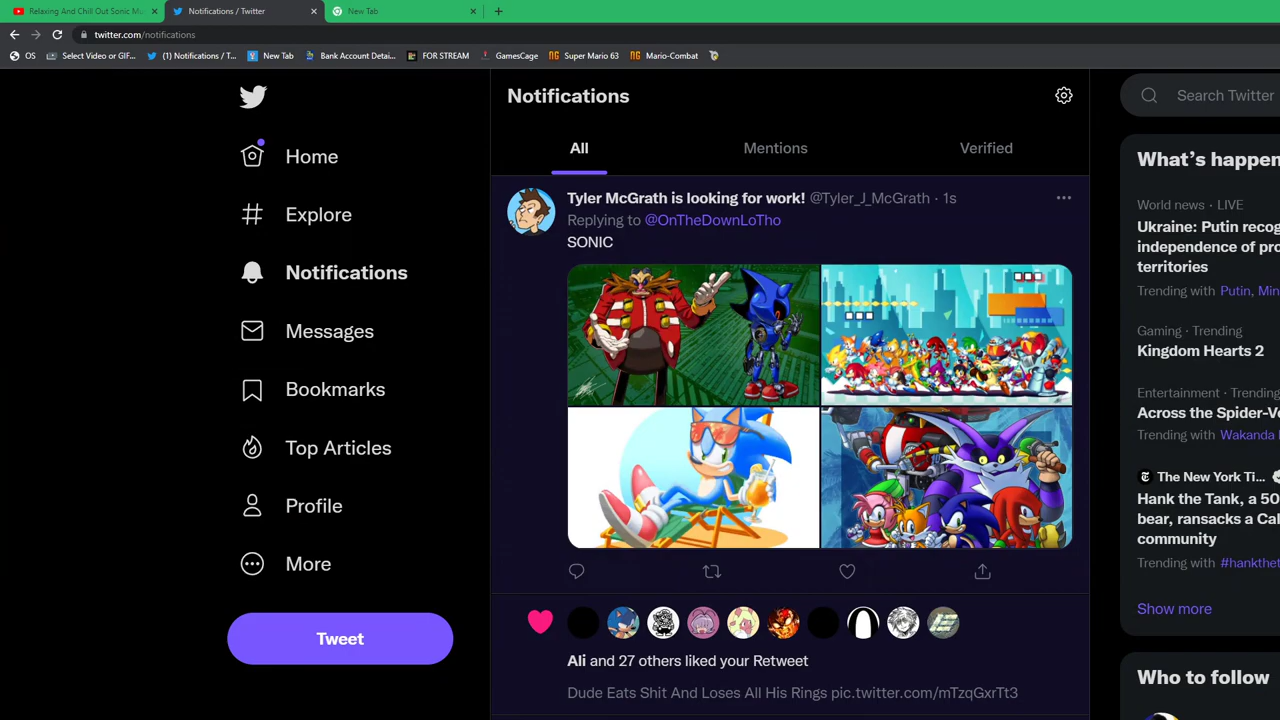 Relaxing And Chill Out Sonic Mu
Notifications / Twitter
New Tab
twitter.com/notifications
OS
Select Video or GIF...
(1) Notifications / T...
New Tab
Bank Account Detai...
FOR STREAM
GamesCage
Super Mario 63
Mario-Combat
Home
Explore
Notifications
Messages
Bookmarks
Top Articles
Profile
More
Tweet
Notifications
All
Mentions
Verified
Tyler McGrath is looking for work! @Tyler_J_McGrath · 1s
Replying to @OnTheDownLoTho
SONIC
Ali and 27 others liked your Retweet
Dude Eats Shit And Loses All His Rings pic.twitter.com/mTzqGxrTt3
Search Twitter
What's happen
World news · LIVE
Ukraine: Putin recog
independence of pro
territories
Trending with Putin, Min
Gaming · Trending
Kingdom Hearts 2
Entertainment · Trending
Across the Spider-Ve
Trending with Wakanda
The New York Ti...
Hank the Tank, a 50
bear, ransacks a Cal
community
Trending with #hankthet
Show more
Who to follow